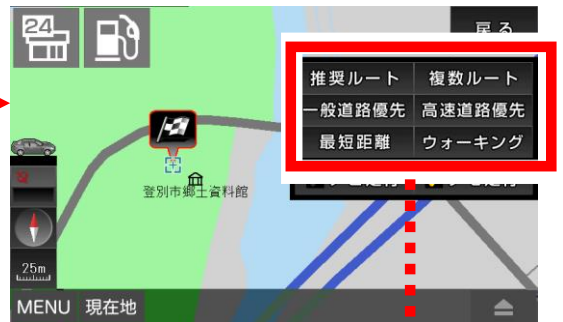 24
戻る
推奨ルート 複数ルート
一般道路優先 高速道路優先
最短距離 ウォーキング
登別市郷土資料館
25m
MENU 現在地